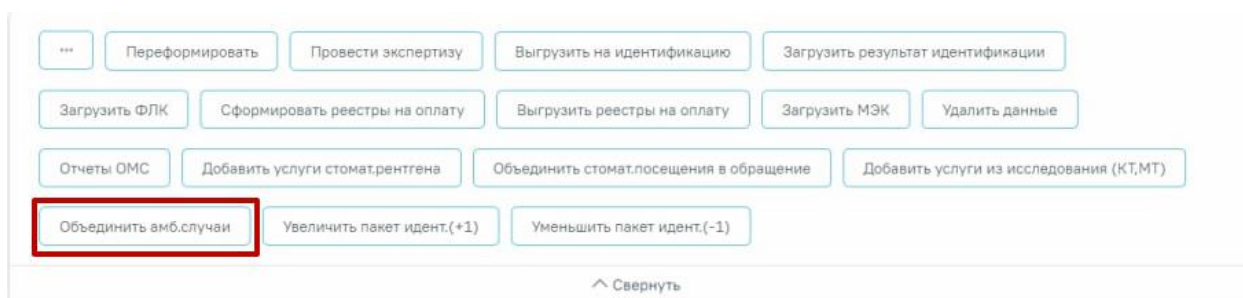 ... Переформировать Провести экспертизу Выгрузить на идентификацию Загрузить результат идентификации
Загрузить ФЛК Сформировать реестры на оплату Выгрузить реестры на оплату Загрузить МЭК Удалить данные
Отчеты ОМС Добавить услуги стомат.рентгена Объединить стомат.посещения в обращение Добавить услуги из исследования (КТ,МТ)
Объединить амб.случаи Увеличить пакет идент.(+1) Уменьшить пакет идент.(-1)
Свернуть